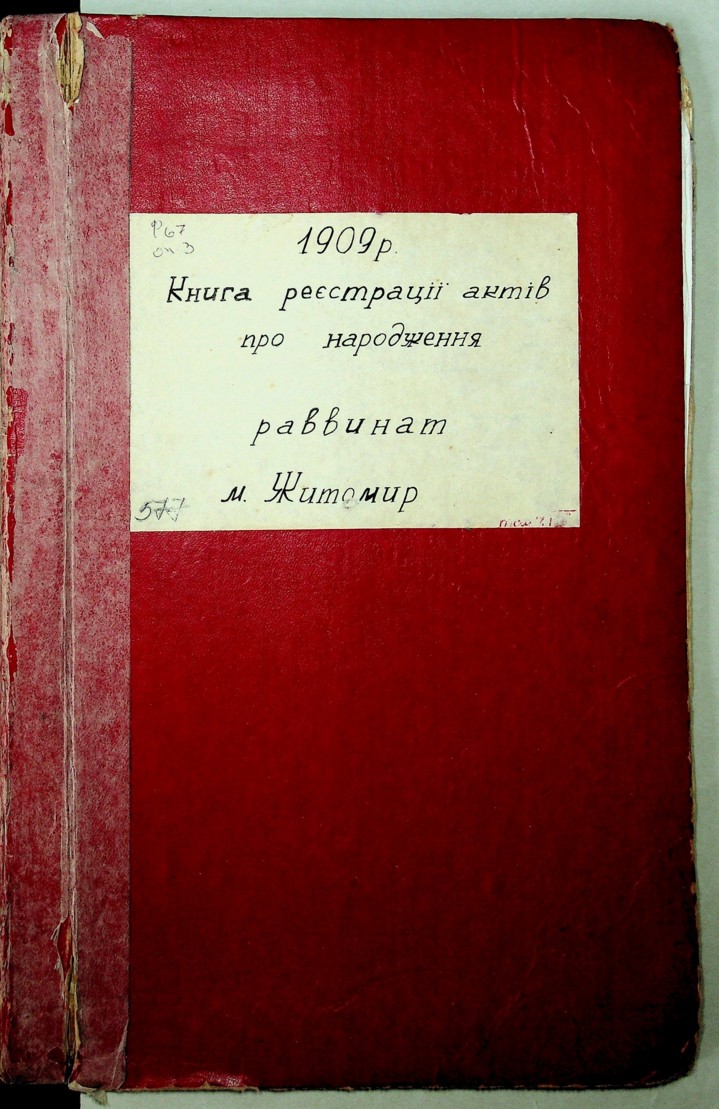 Р67
оп 3
1909р.
Книга реєстрації актів
про народження
раввинат
м. Житомир
577